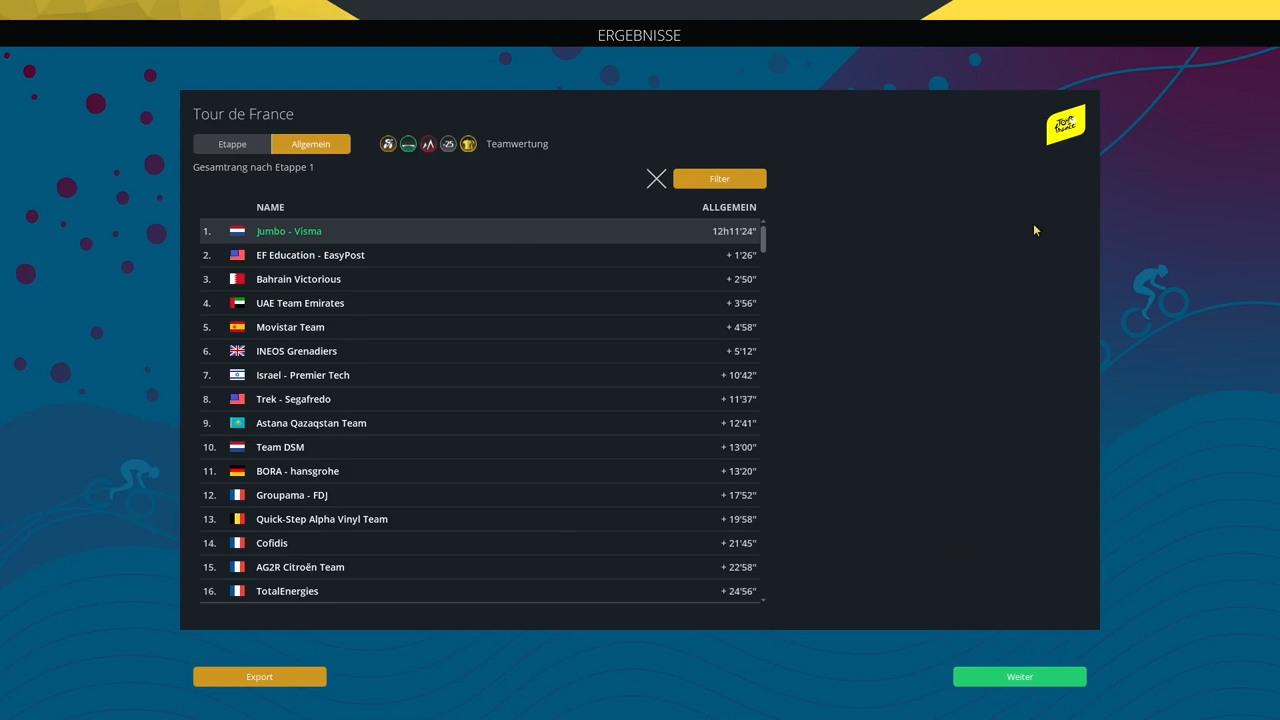 ERGEBNISSE
Tour de France
Etappe Allgemein -25 Teamwertung
Gesamtrang nach Etappe 1
Filter
NAME ALLGEMEIN
1. Jumbo - Visma 12h11'24''
2. EF Education - EasyPost + 1'26''
3. Bahrain Victorious + 2'50''
4. UAE Team Emirates + 3'56''
5. Movistar Team + 4'58''
6. INEOS Grenadiers + 5'12''
7. Israel - Premier Tech + 10'42''
8. Trek - Segafredo + 11'37''
9. Astana Qazaqstan Team + 12'41''
10. Team DSM + 13'00''
11. BORA - hansgrohe + 13'20''
12. Groupama - FDJ + 17'52''
13. Quick-Step Alpha Vinyl Team + 19'58''
14. Cofidis + 21'45''
15. AG2R Citroën Team + 22'58''
16. TotalEnergies + 24'56''
Export Weiter